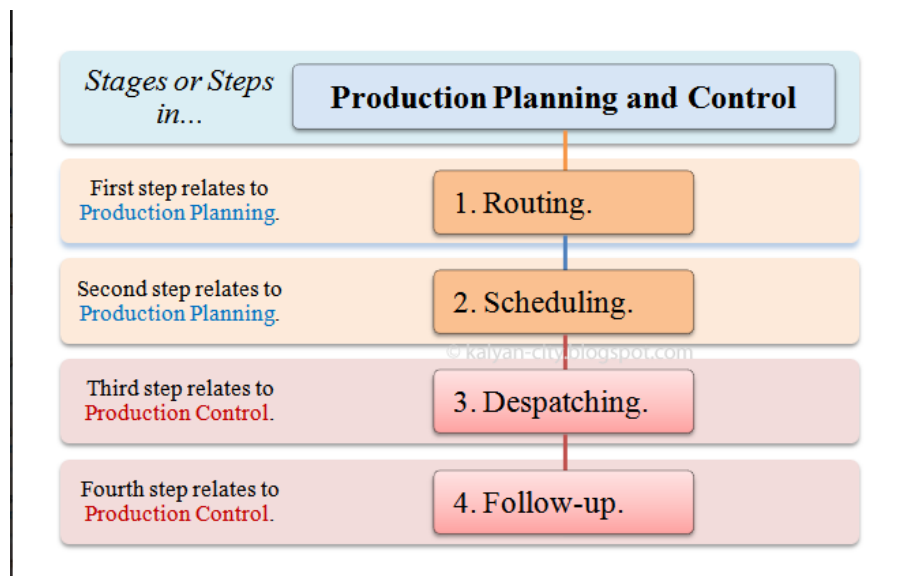 Stages or Steps
in...
Production Planning and Control
First step relates to
Production Planning.
1. Routing.
Second step relates to
Production Planning.
2. Scheduling.
© kalyan-city.blogspot.com
Third step relates to
Production Control.
3. Despatching.
Fourth step relates to
Production Control.
4. Follow-up.